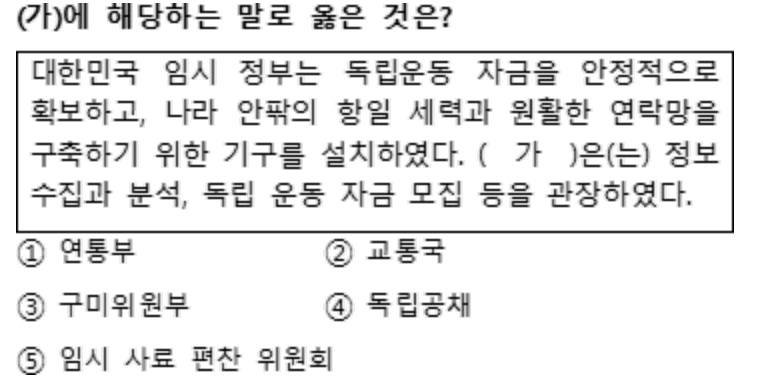 (가)에 해당하는 말로 옳은 것은?
대한민국 임시 정부는 독립운동 자금을 안정적으로
확보하고, 나라 안팎의 항일 세력과 원활한 연락망을
구축하기 위한 기구를 설치하였다. ( 가 )은(는) 정보
수집과 분석, 독립 운동 자금 모집 등을 관장하였다.
① 연통부 ② 교통국
③ 구미위원부 ④ 독립공채
⑤ 임시 사료 편찬 위원회